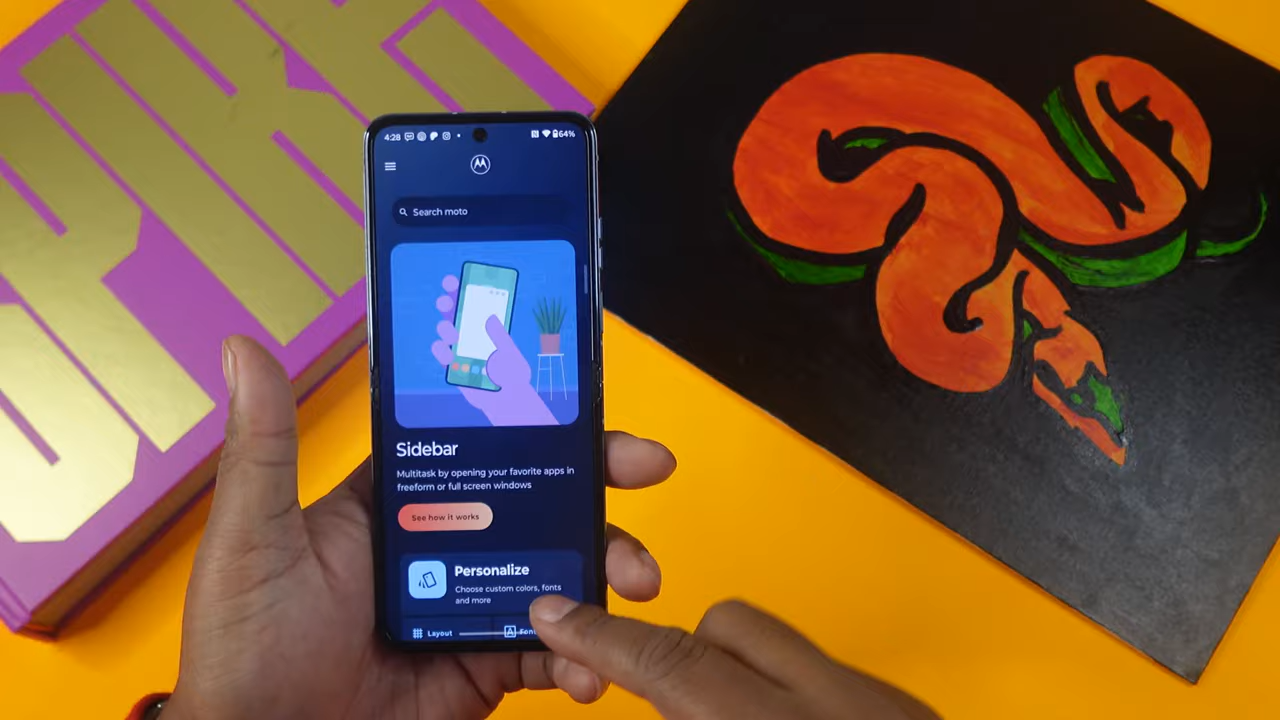 4:28
64%
Search moto
Sidebar
Multitask by opening your favorite apps in
freeform or full screen windows
See how it works
Personalize
Choose custom colors, fonts
and more
Layout